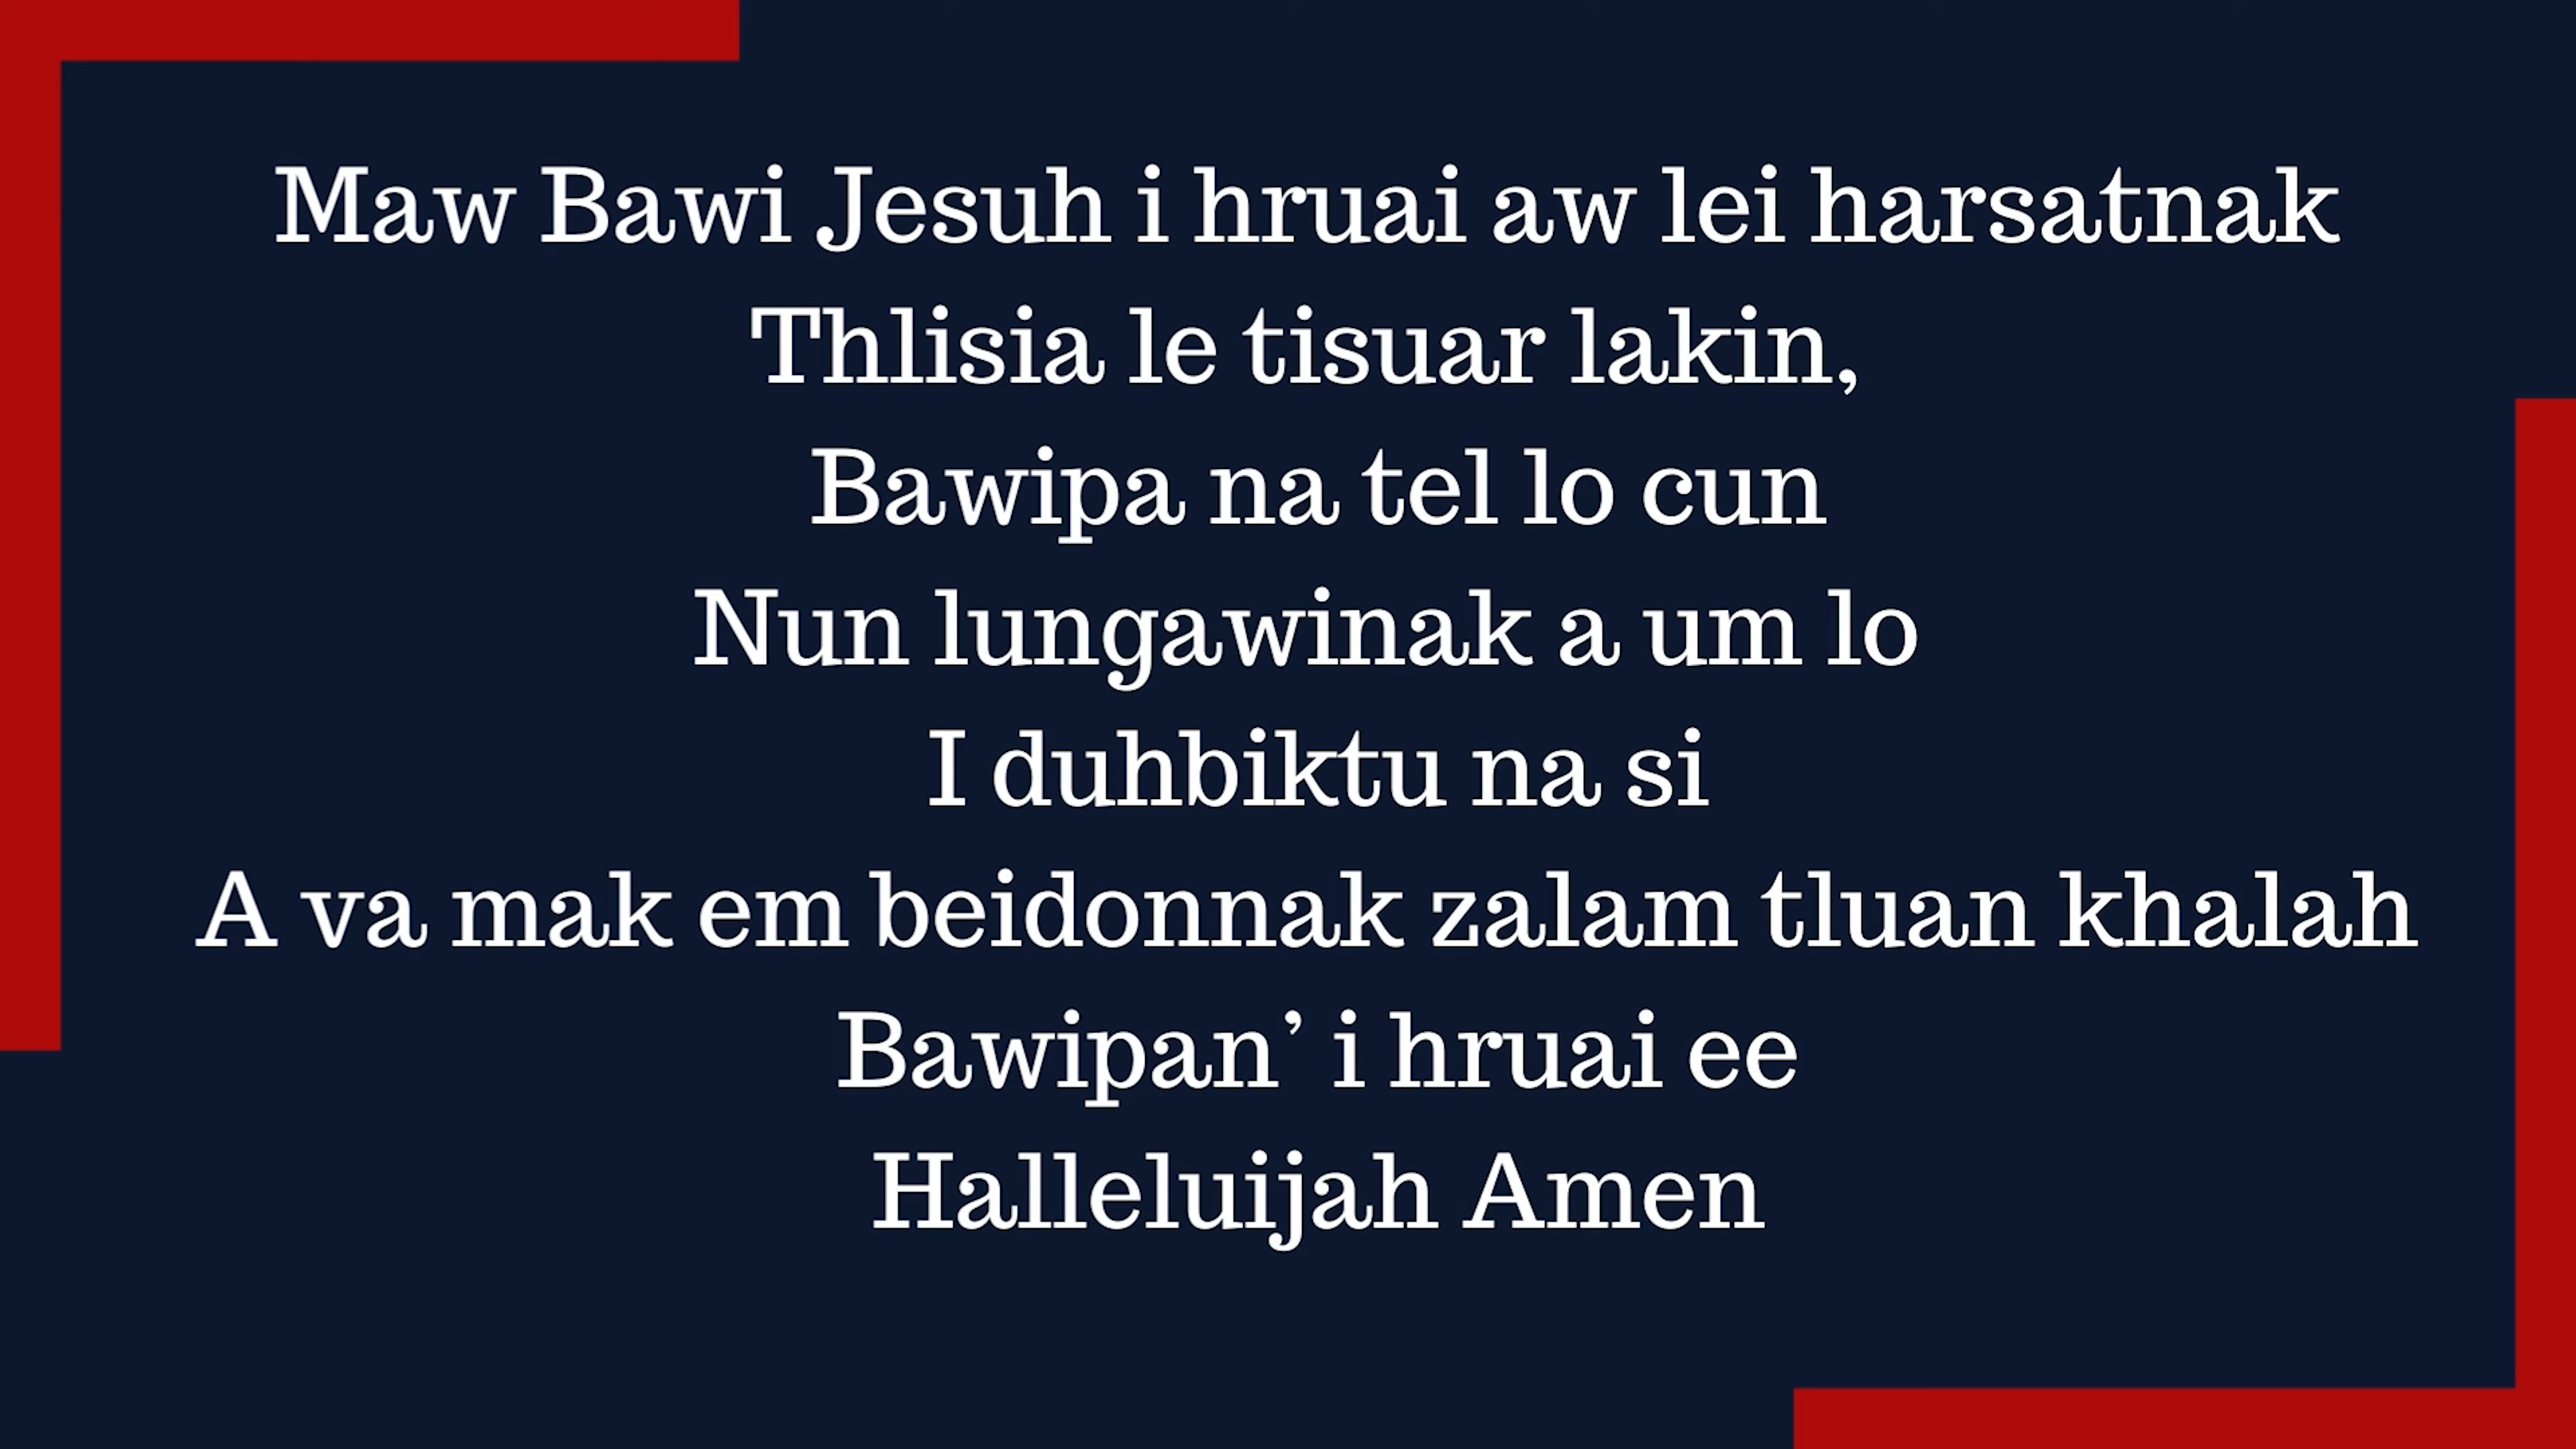 Maw Bawi Jesuh i hruai aw lei harsatnak
Thlisia le tisuar lakin,
Bawipa na tel lo cun
Nun lungawinak a um lo
I duhbiktu na si
A va mak em beidonnak zalam tluan khalah
Bawipan’ i hruai ee
Halleluijah Amen